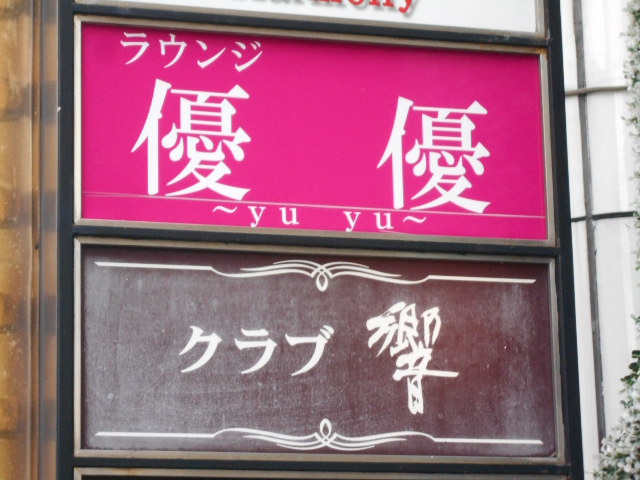 ラウンジ
優 優
~yu yu~
クラブ 響